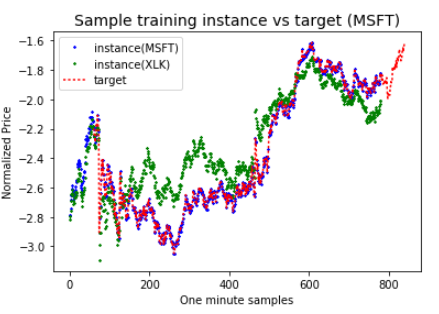 Sample training instance vs target (MSFT)
instance(MSFT)
instance(XLK)
target
Normalized Price
−1.6
−1.8
−2.0
−2.2
−2.4
−2.6
−2.8
−3.0
0 200 400 600 800
One minute samples